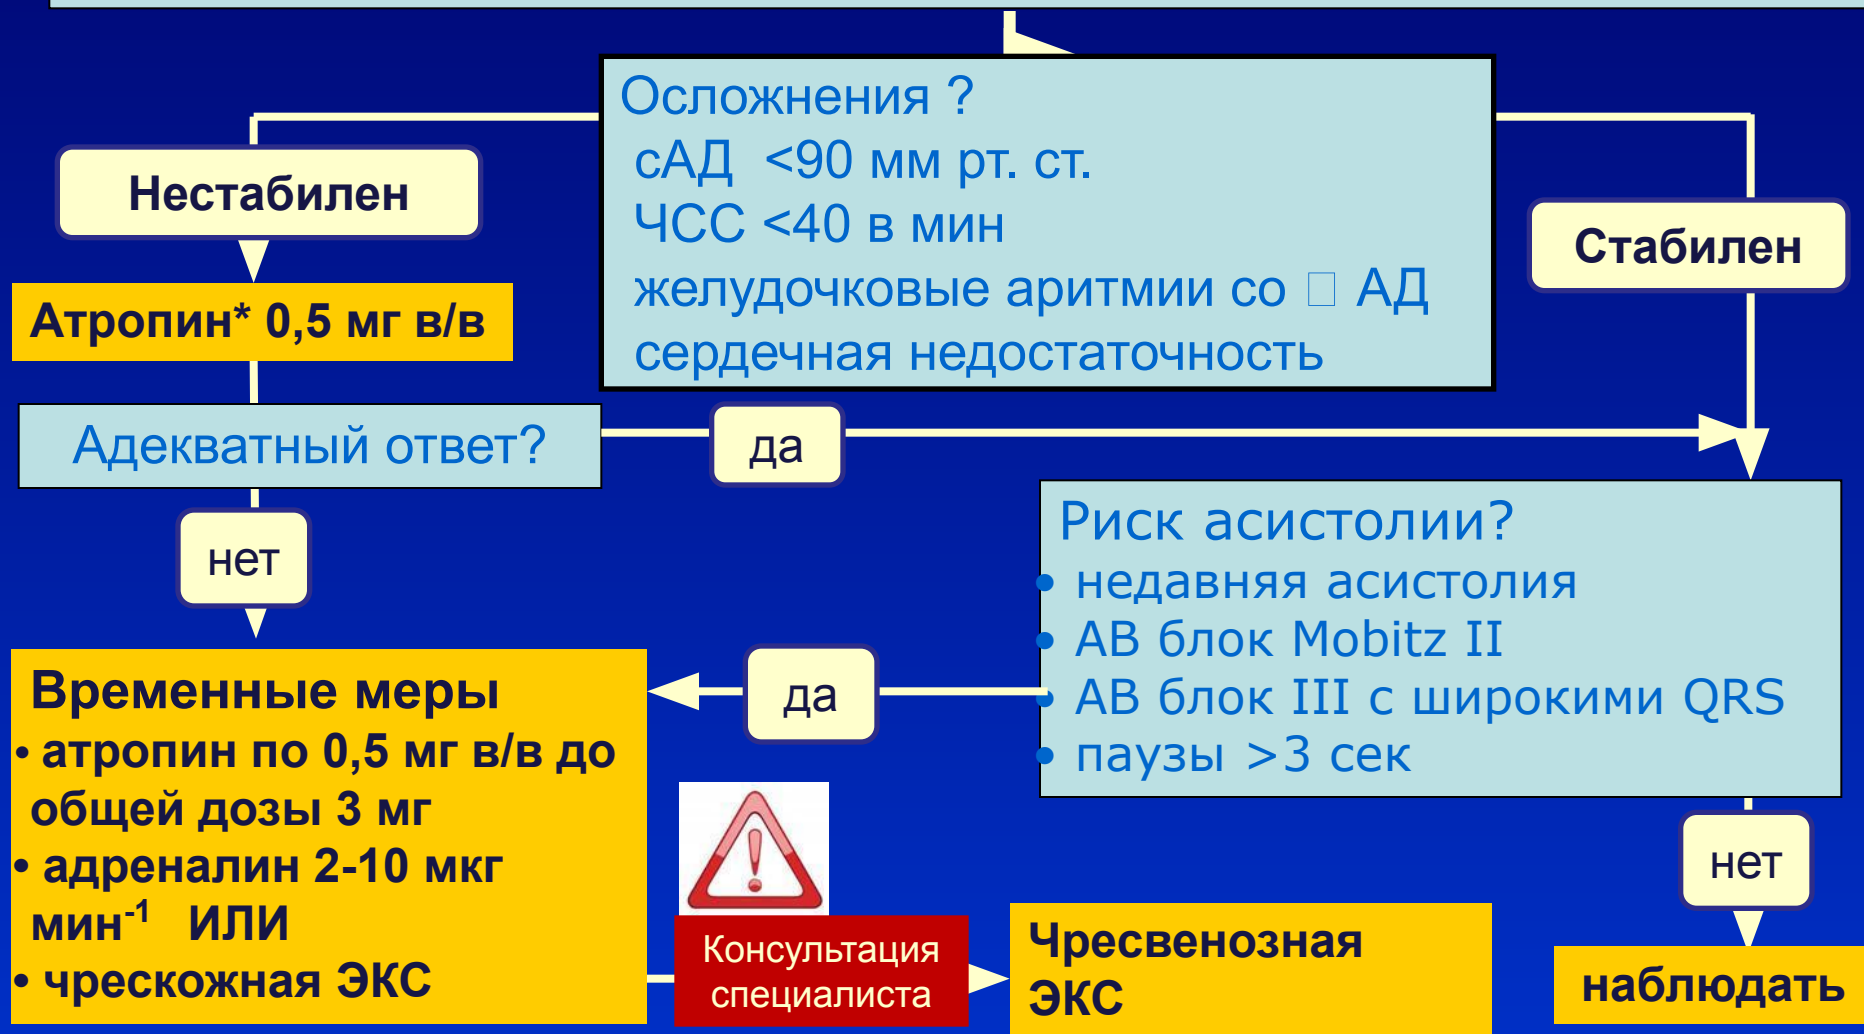 Осложнения ?
сАД <90 мм рт. ст.
ЧСС <40 в мин
желудочковые аритмии со □ АД
сердечная недостаточность
Нестабилен
Стабилен
Атропин* 0,5 мг в/в
Адекватный ответ?
да
нет
Риск асистолии?
• недавняя асистолия
• АВ блок Mobitz II
• АВ блок III с широкими QRS
• паузы >3 сек
да
Временные меры
• атропин по 0,5 мг в/в до
общей дозы 3 мг
• адреналин 2-10 мкг
мин⁻¹ ИЛИ
• чрескожная ЭКС
!
Консультация
специалиста
Чресвенозная
ЭКС
нет
наблюдать